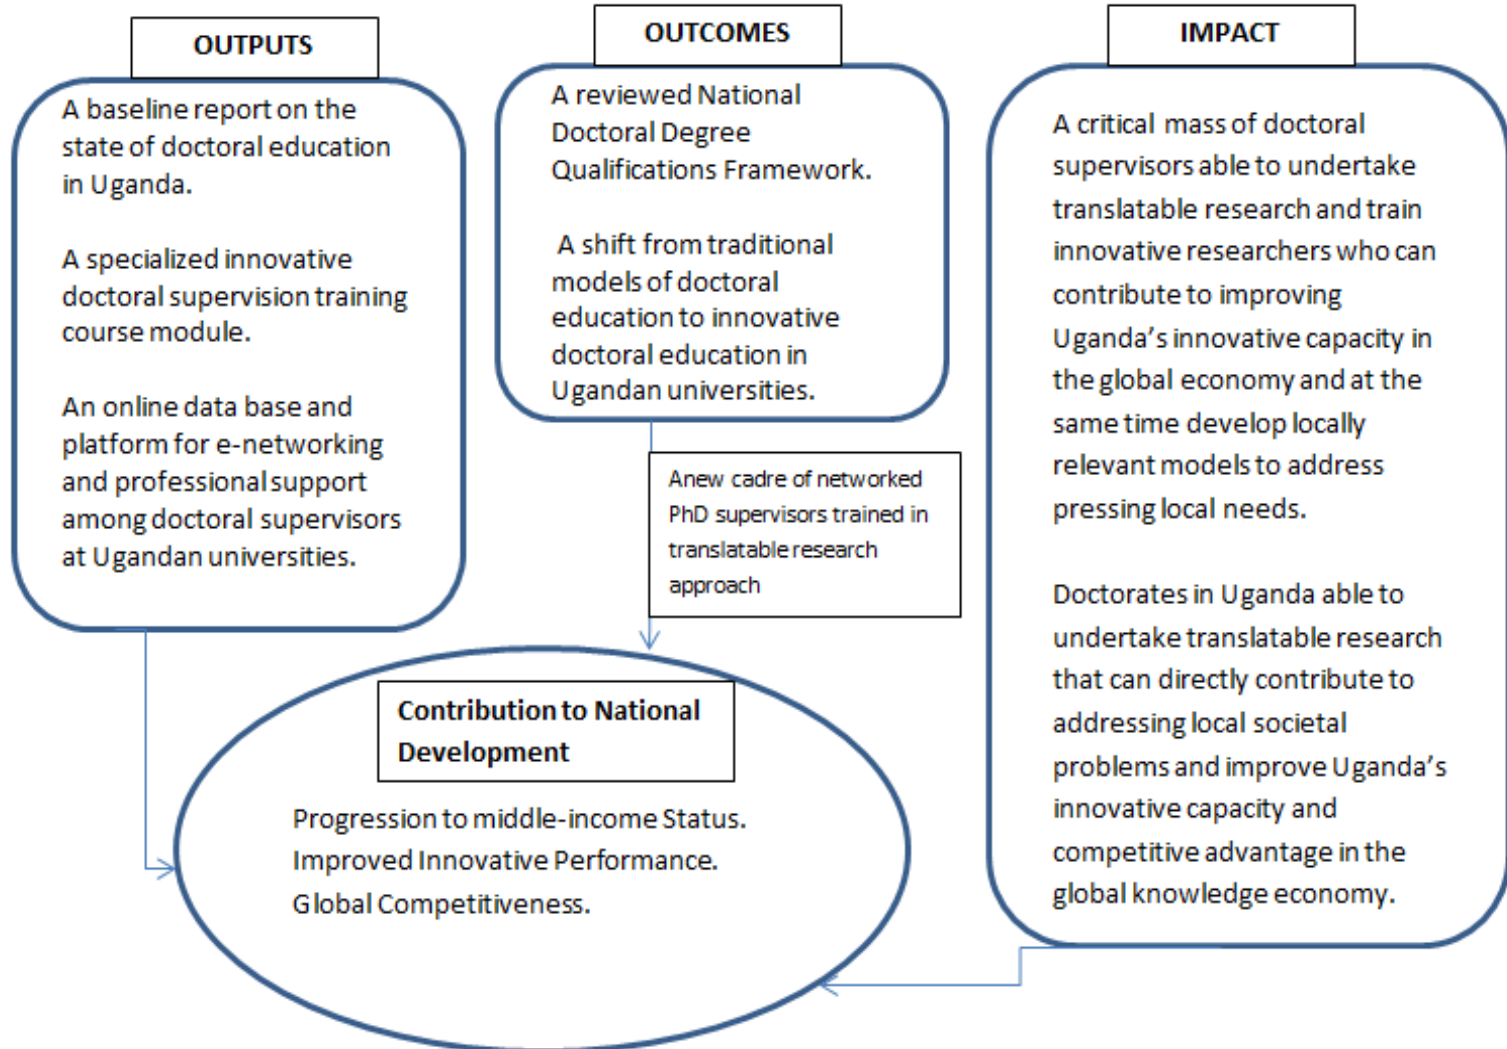 OUTPUTS
A baseline report on the
state of doctoral education
in Uganda.
A specialized innovative
doctoral supervision training
course module.
An online data base and
platform for e-networking
and professional support
among doctoral supervisors
at Ugandan universities.
OUTCOMES
A reviewed National
Doctoral Degree
Qualifications Framework.
A shift from traditional
models of doctoral
education to innovative
doctoral education in
Ugandan universities.
Anew cadre of networked
PhD supervisors trained in
translatable research
approach
IMPACT
A critical mass of doctoral
supervisors able to undertake
translatable research and train
innovative researchers who can
contribute to improving
Uganda’s innovative capacity in
the global economy and at the
same time develop locally
relevant models to address
pressing local needs.
Doctorates in Uganda able to
undertake translatable research
that can directly contribute to
addressing local societal
problems and improve Uganda’s
innovative capacity and
competitive advantage in the
global knowledge economy.
Contribution to National
Development
Progression to middle-income Status.
Improved Innovative Performance.
Global Competitiveness.